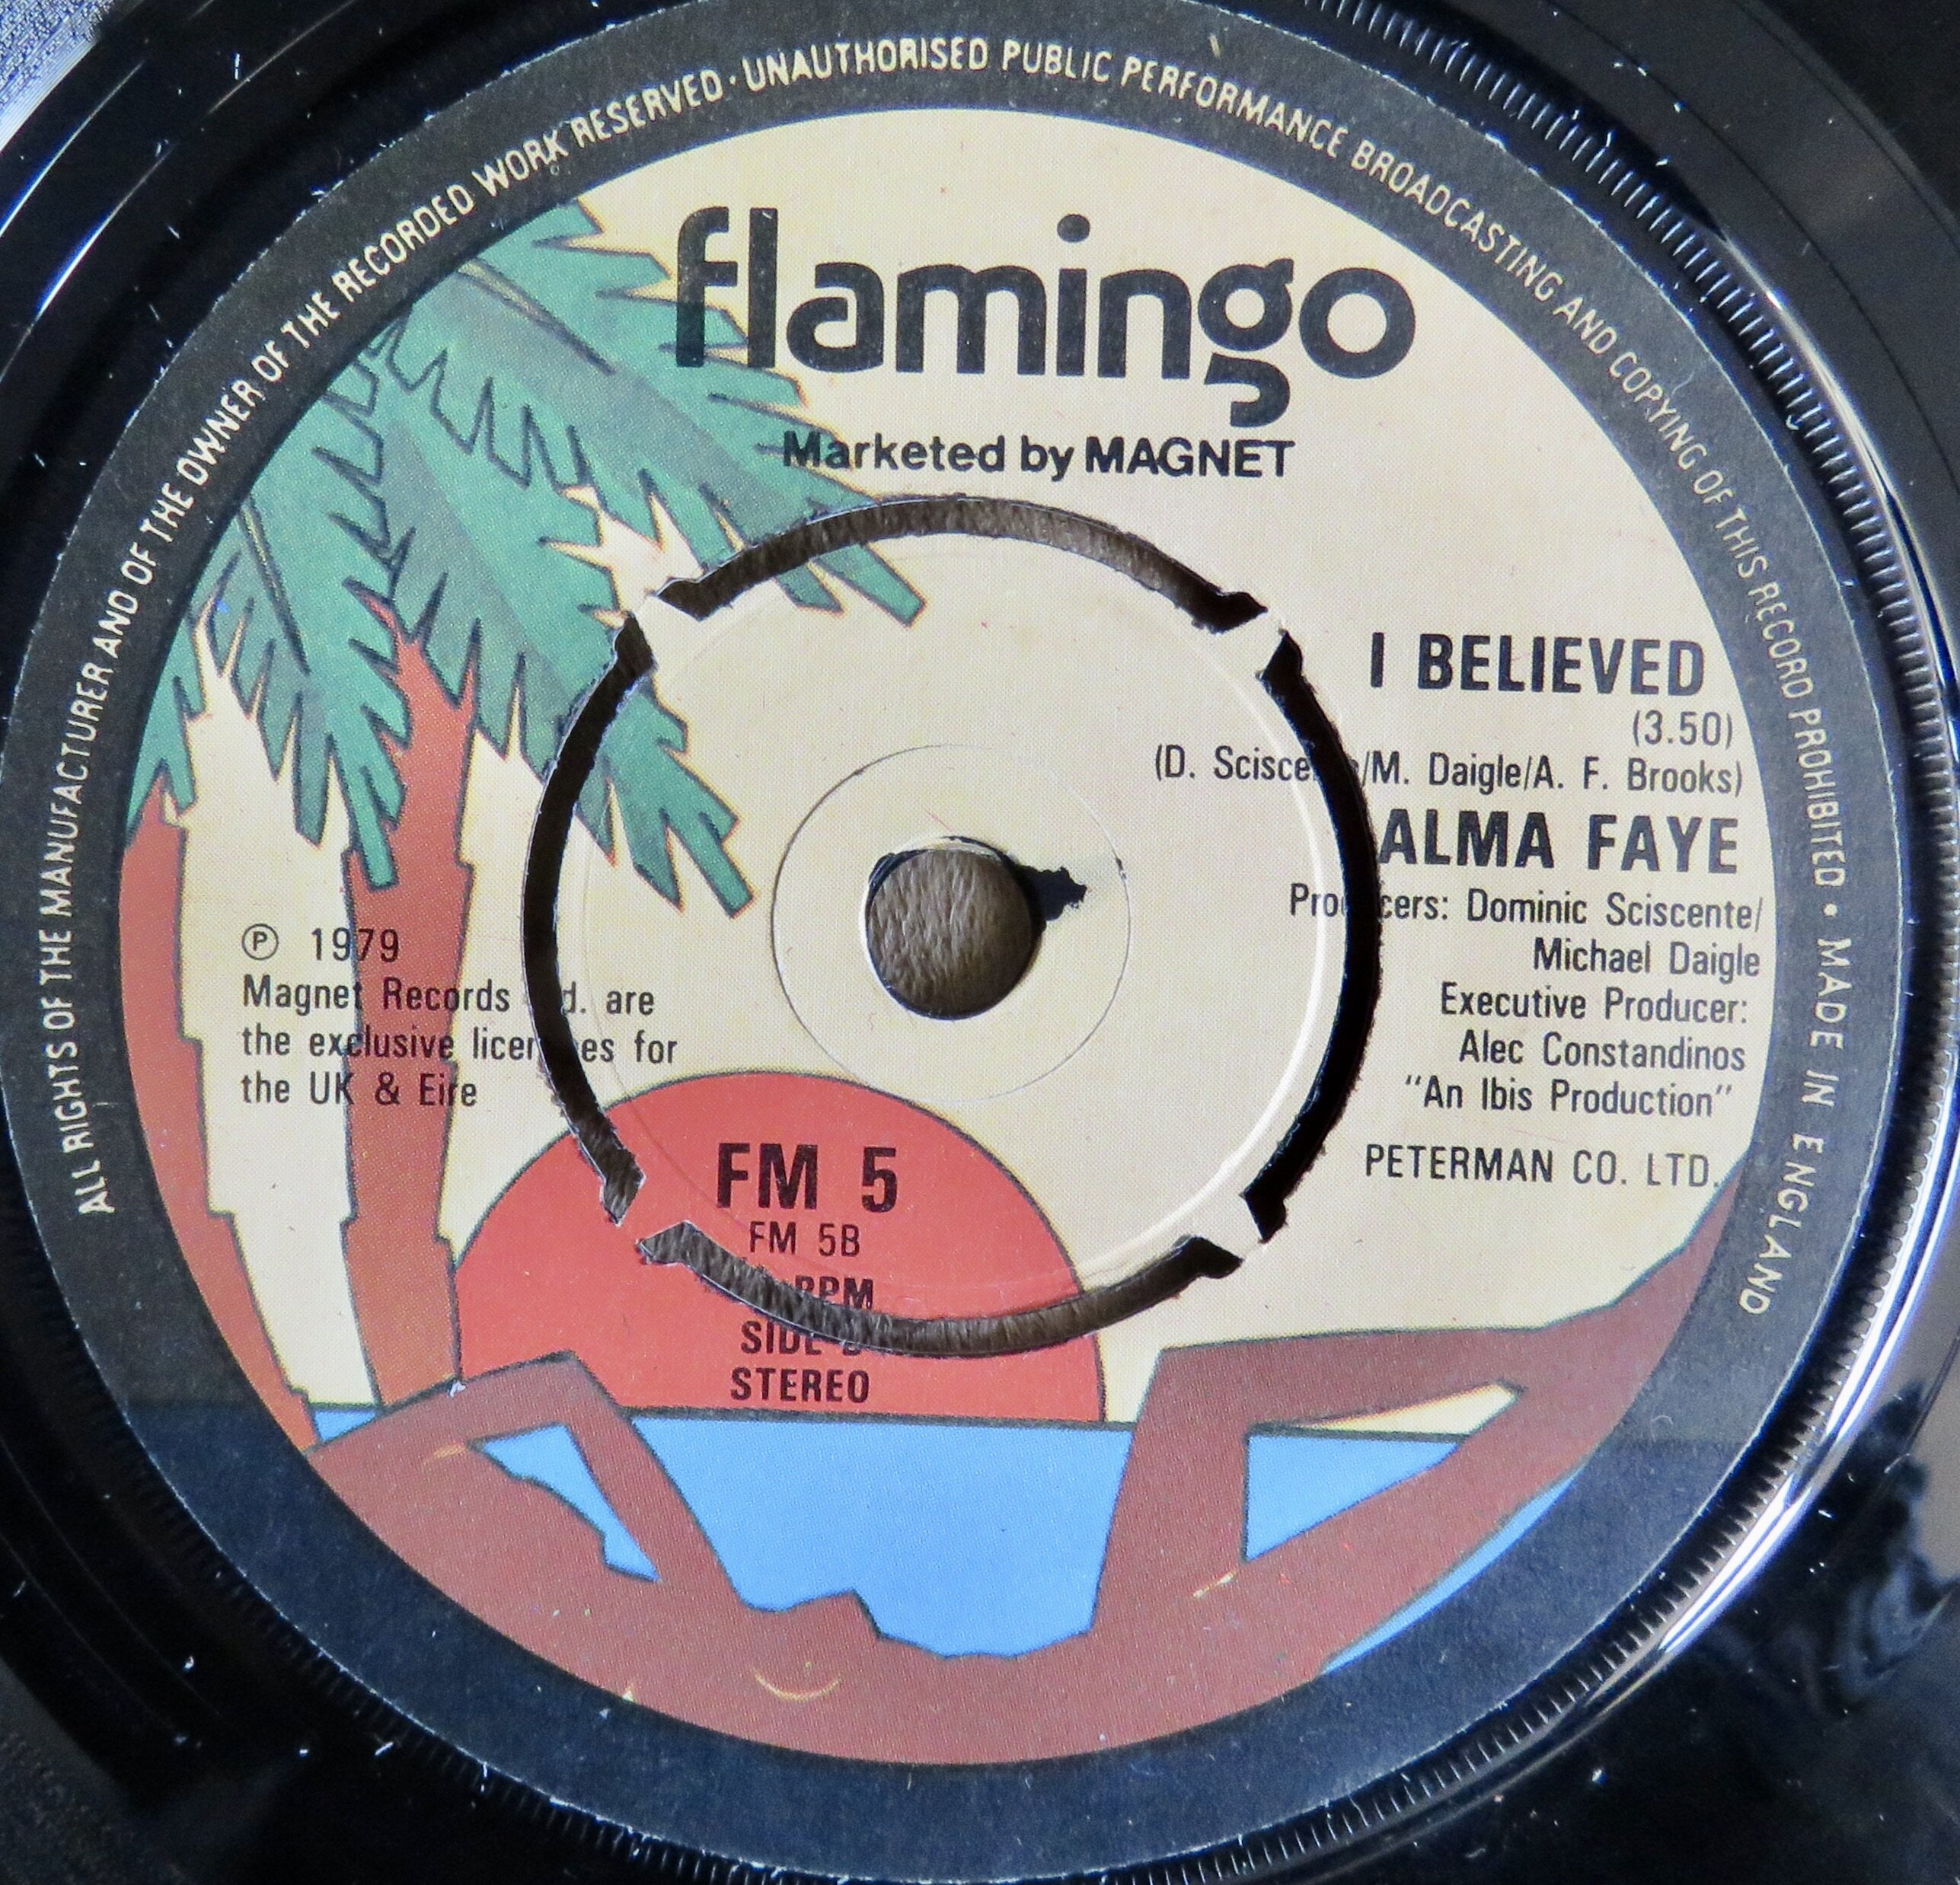 ALL RIGHTS OF THE MANUFACTURER AND OF THE OWNER OF THE RECORDED WORK RESERVED · UNAUTHORISED PUBLIC PERFORMANCE BROADCASTING AND COPYING OF THIS RECORD PROHIBITED • MADE IN ENGLAND
flamingo
Marketed by MAGNET
I BELIEVED
(3.50)
(D. /M. Daigle/A. F. Brooks)
ALMA FAYE
Producers: Dominic Sciscente/
Michael Daigle
Executive Producer:
Alec Constandinos
"An Ibis Production"
PETERMAN CO. LTD.
℗ 1979
Magnet Records are
the exclusive for
the UK & Eire
FM 5
FM 5B
RPM
SIDE
STEREO